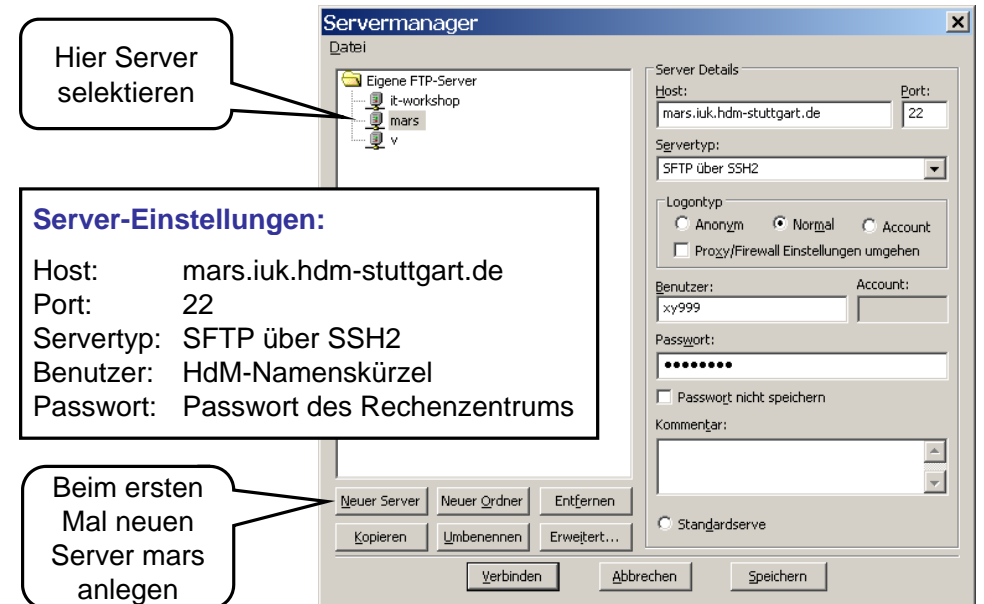 Servermanager
Datei
Hier Server
selektieren
Eigene FTP-Server
it-workshop
mars
v
Server-Einstellungen:
Host: mars.iuk.hdm-stuttgart.de
Port: 22
Servertyp: SFTP über SSH2
Benutzer: HdM-Namenskürzel
Passwort: Passwort des Rechenzentrums
Beim ersten
Mal neuen
Server mars
anlegen
Neuer Server Neuer Ordner Entfernen
Kopieren Umbenennen Erweitert...
Server Details
Host: Port:
mars.iuk.hdm-stuttgart.de 22
Servertyp:
SFTP über SSH2
Logontyp
Anonym Normal Account
Proxy/Firewall Einstellungen umgehen
Benutzer: Account:
xy999
Passwort:
●●●●●●●●
Passwort nicht speichern
Kommentar:
Standardserve
Verbinden Abbrechen Speichern